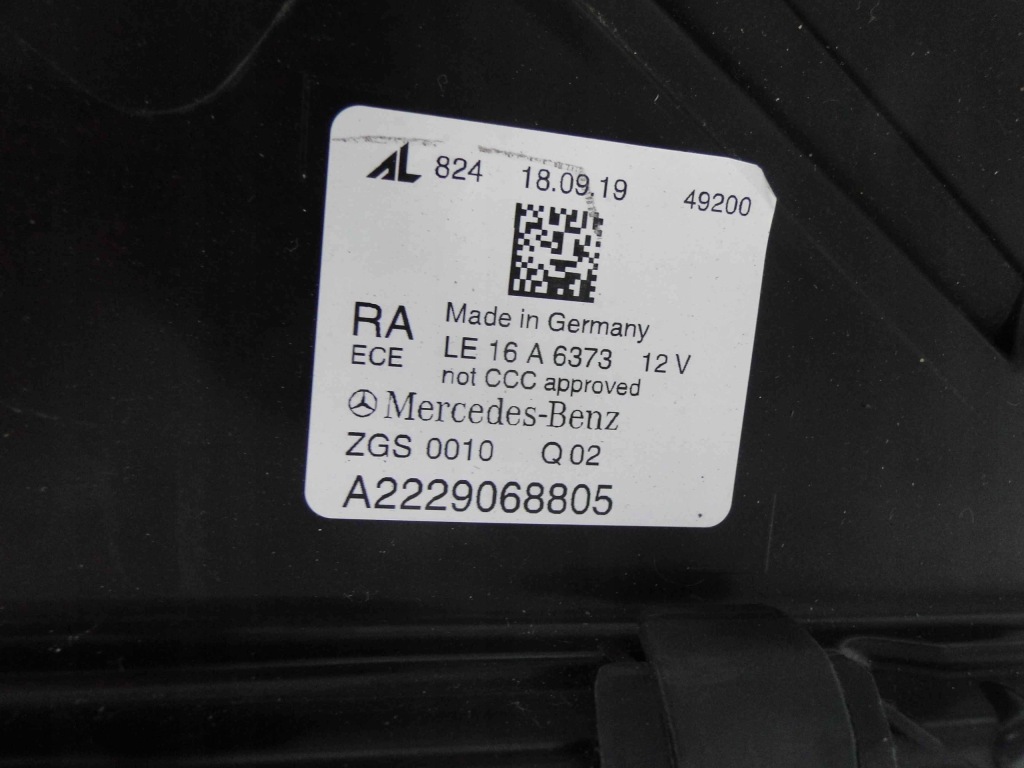 AL 824 18.09.19 49200
RA Made in Germany
ECE LE 16 A 6373 12 V
not CCC approved
Mercedes-Benz
ZGS 0010 Q 02
A2229068805